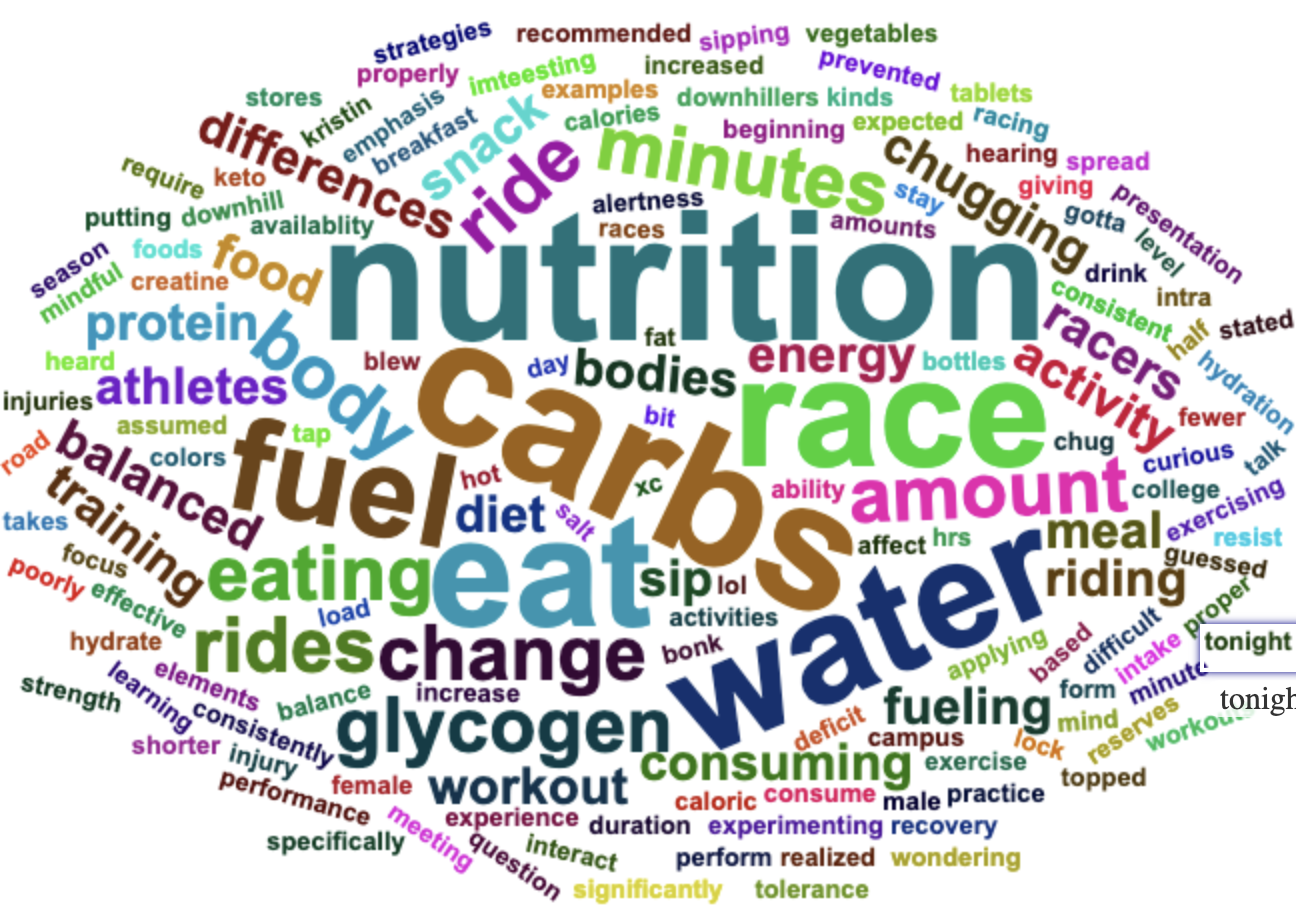 strategies recommended sipping vegetables
properly imteesting increased prevented
stores kristin emphasis examples downhillers kinds tablets
differences breakfast snack calories beginning expected racing
require keto ride minutes chugging hearing spread
putting downhill availablity alertness stay giving presentation
races amounts gotta level
season foods food nutrition drink
mindful creatine consistent intra
protein body fat racers half stated
heard blew day bodies energy bottles activity hydration
injuries athletes carbs race fewer
road assumed tap bit chug
balanced colors fuel hot xc ability amount curious talk
training diet salt college exercising
takes meal resist
focus eating eat sip lol affect hrs water riding guessed
poorly effective load activities proper
hydrate rides change bonk applying based difficult tonight
strength learning elements balance increase intake minute
consistently glycogen fueling form tonigh
shorter injury deficit campus mind reserves workouts
performance female workout consuming exercise lock topped
caloric consume male practice
meeting experience duration experimenting recovery
specifically question interact perform realized wondering
significantly tolerance